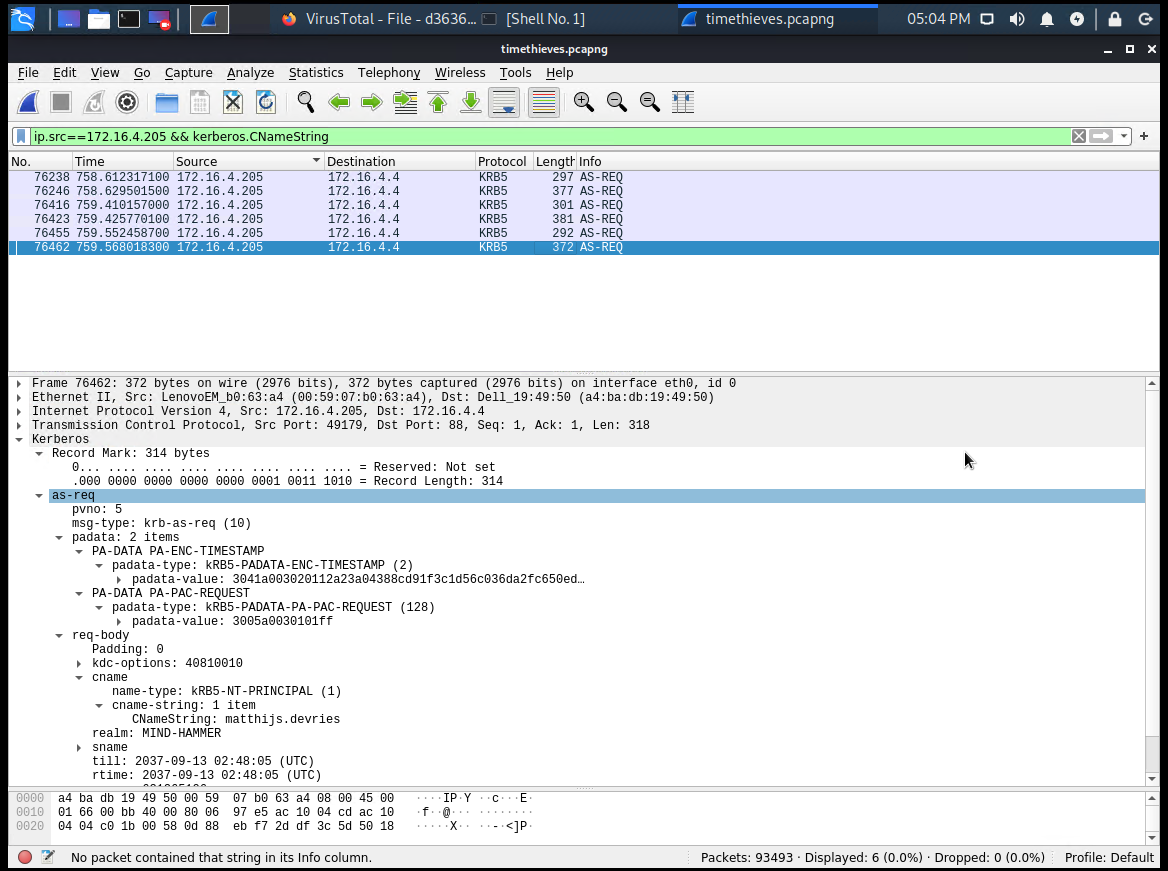 VirusTotal - File - d3636... [Shell No. 1] timethieves.pcapng 05:04 PM
timethieves.pcapng
File Edit View Go Capture Analyze Statistics Telephony Wireless Tools Help
ip.src==172.16.4.205 && kerberos.CNameString
No. Time Source Destination Protocol Length Info
76238 758.612317100 172.16.4.205 172.16.4.4 KRB5 297 AS-REQ
76246 758.629501500 172.16.4.205 172.16.4.4 KRB5 377 AS-REQ
76416 759.410157000 172.16.4.205 172.16.4.4 KRB5 301 AS-REQ
76423 759.425770100 172.16.4.205 172.16.4.4 KRB5 381 AS-REQ
76455 759.552458700 172.16.4.205 172.16.4.4 KRB5 292 AS-REQ
76462 759.568018300 172.16.4.205 172.16.4.4 KRB5 372 AS-REQ
Frame 76462: 372 bytes on wire (2976 bits), 372 bytes captured (2976 bits) on interface eth0, id 0
Ethernet II, Src: LenovoEM_b0:63:a4 (00:59:07:b0:63:a4), Dst: Dell_19:49:50 (a4:ba:db:19:49:50)
Internet Protocol Version 4, Src: 172.16.4.205, Dst: 172.16.4.4
Transmission Control Protocol, Src Port: 49179, Dst Port: 88, Seq: 1, Ack: 1, Len: 318
Kerberos
Record Mark: 314 bytes
0... .... .... .... .... .... .... .... = Reserved: Not set
.000 0000 0000 0000 0000 0001 0011 1010 = Record Length: 314
as-req
pvno: 5
msg-type: krb-as-req (10)
padata: 2 items
PA-DATA PA-ENC-TIMESTAMP
padata-type: kRB5-PADATA-ENC-TIMESTAMP (2)
padata-value: 3041a003020112a23a04388cd91f3c1d56c036da2fc650ed…
PA-DATA PA-PAC-REQUEST
padata-type: kRB5-PADATA-PA-PAC-REQUEST (128)
padata-value: 3005a0030101ff
req-body
Padding: 0
kdc-options: 40810010
cname
name-type: kRB5-NT-PRINCIPAL (1)
cname-string: 1 item
CNameString: matthijs.devries
realm: MIND-HAMMER
sname
till: 2037-09-13 02:48:05 (UTC)
rtime: 2037-09-13 02:48:05 (UTC)
0000 a4 ba db 19 49 50 00 59 07 b0 63 a4 08 00 45 00 ····IP·Y ··c···E·
0010 01 66 00 bb 40 00 80 06 97 e5 ac 10 04 cd ac 10 ·f··@··· ········
0020 04 04 c0 1b 00 58 0d 88 eb f7 2d df 3c 5d 50 18 ·····X·· ··-·<]P·
No packet contained that string in its Info column. Packets: 93493 · Displayed: 6 (0.0%) · Dropped: 0 (0.0%) Profile: Default